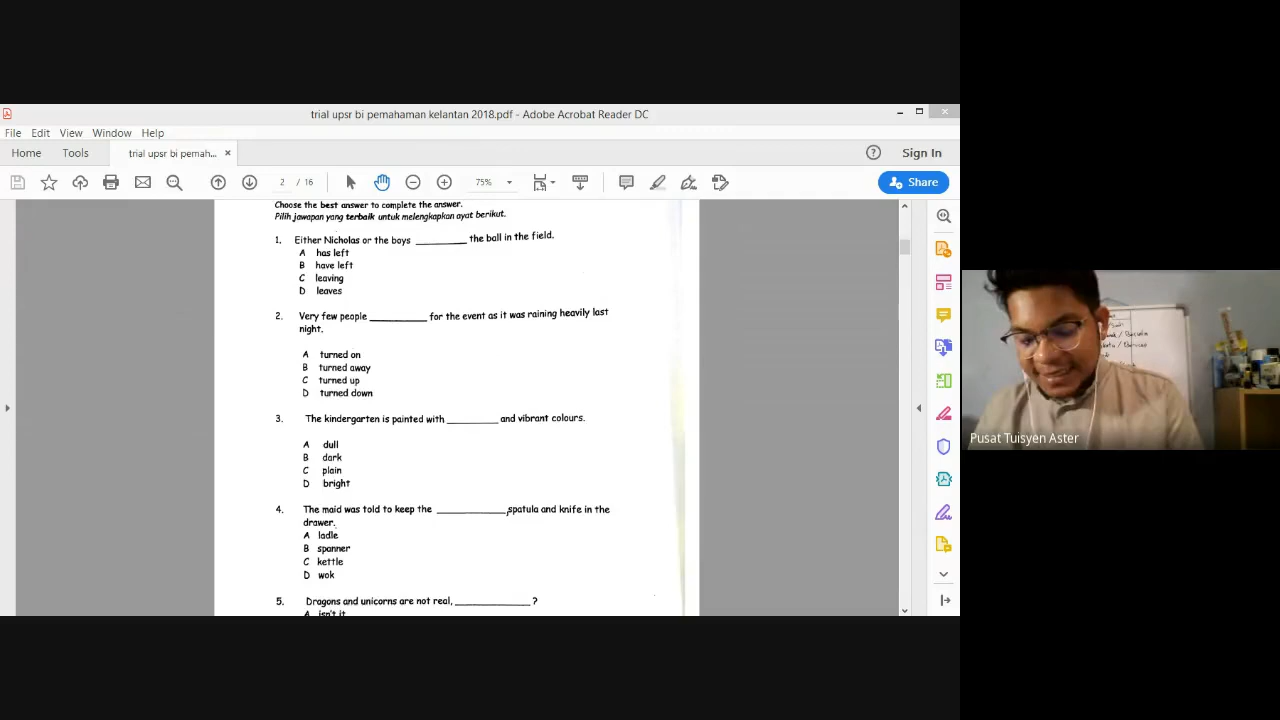 trial upsr bi pemahaman kelantan 2018.pdf - Adobe Acrobat Reader DC
File Edit View Window Help
Home Tools trial upsr bi pemah... × Sign In
2 / 16 75% Share
Choose the best answer to complete the answer.
Pilih jawapan yang terbaik untuk melengkapkan ayat berikut.
1. Either Nicholas or the boys _________ the ball in the field.
A has left
B have left
C leaving
D leaves
2. Very few people __________ for the event as it was raining heavily last
night.
A turned on
B turned away
C turned up
D turned down
3. The kindergarten is painted with _________ and vibrant colours.
A dull
B dark
C plain
D bright
4. The maid was told to keep the ____________,spatula and knife in the
drawer.
A ladle
B spanner
C kettle
D wok
5. Dragons and unicorns are not real, _____________ ?
A isn't it
Pusat Tuisyen Aster